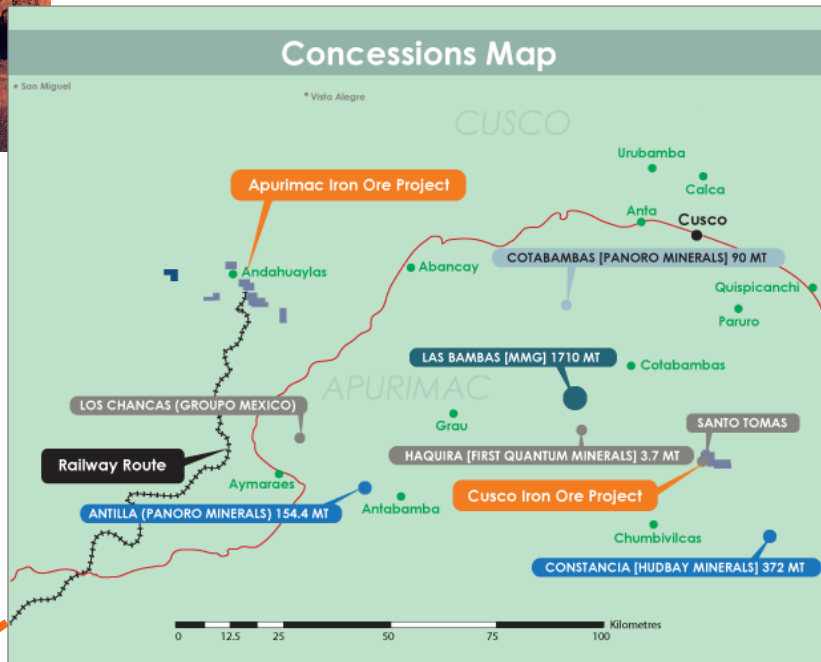 Concessions Map
San Miguel
Vista Alegre
CUSCO
Urubamba
Calca
Apurimac Iron Ore Project
Anta
Cusco
COTABAMBAS [PANORO MINERALS] 90 MT
Abancay
Andahuaylas
Quispicanchi
Paruro
LAS BAMBAS [MMG] 1710 MT
Cotabambas
APURIMAC
LOS CHANCAS (GROUPO MEXICO)
Grau
SANTO TOMAS
HAQUIRA [FIRST QUANTUM MINERALS] 3.7 MT
Railway Route
Aymaraes
Cusco Iron Ore Project
ANTILLA (PANORO MINERALS) 154.4 MT
Antabamba
Chumbivilcas
CONSTANCIA [HUDBAY MINERALS] 372 MT
Kilometres
0 12.5 25 50 75 100